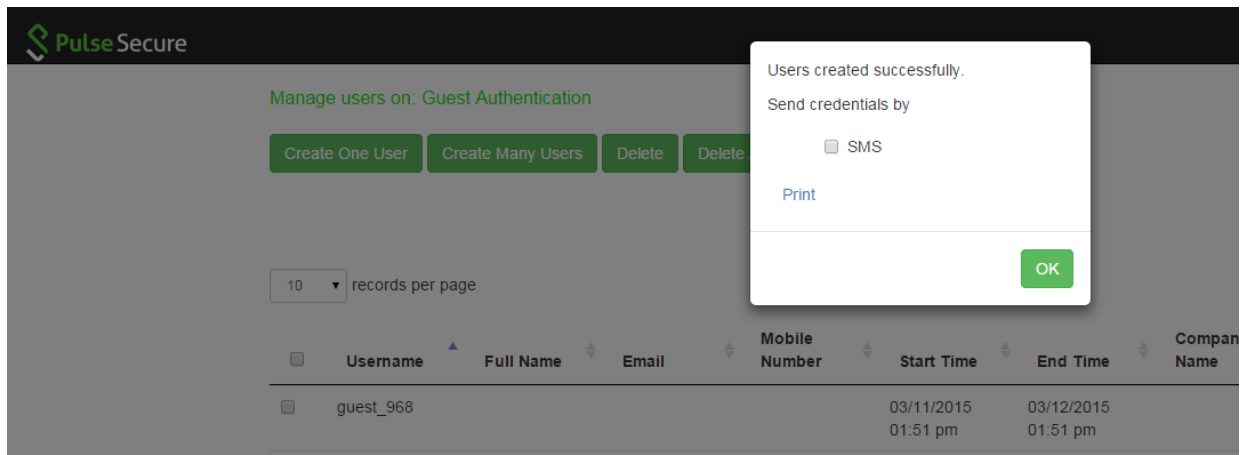 Pulse Secure
Users created successfully.
Manage users on: Guest Authentication
Send credentials by
Create One User Create Many Users Delete Delete
SMS
Print
OK
10 records per page
Username Full Name Email Mobile Number Start Time End Time Compan Name
guest_968 03/11/2015 03/12/2015
01:51 pm 01:51 pm